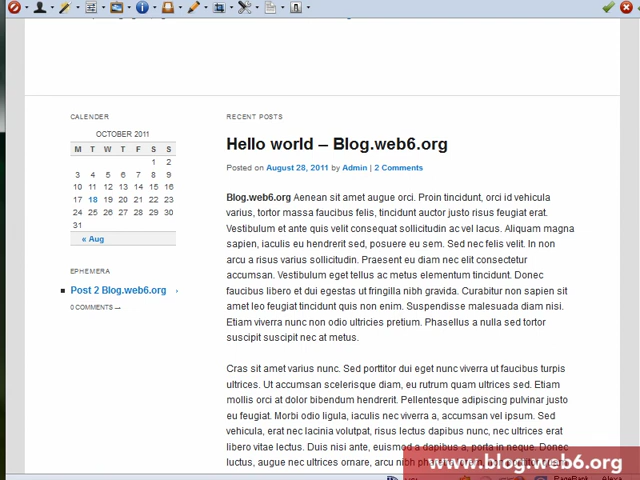 CALENDER
OCTOBER 2011
M T W T F S S
1 2
3 4 5 6 7 8 9
10 11 12 13 14 15 16
17 18 19 20 21 22 23
24 25 26 27 28 29 30
31
« Aug
EPHEMERA
Post 2 Blog.web6.org
0 COMMENTS →
RECENT POSTS
Hello world – Blog.web6.org
Posted on August 28, 2011 by Admin | 2 Comments
Blog.web6.org Aenean sit amet augue orci. Proin tincidunt, orci id vehicula
varius, tortor massa faucibus felis, tincidunt auctor justo risus feugiat erat.
Vestibulum et ante quis velit consequat sollicitudin ac vel lacus. Aliquam magna
sapien, iaculis eu hendrerit sed, posuere eu sem. Sed nec felis velit. In non
arcu a risus varius sollicitudin. Praesent eu diam nec elit consectetur
accumsan. Vestibulum eget tellus ac metus elementum tincidunt. Donec
faucibus libero et dui egestas ut fringilla nibh gravida. Curabitur non sapien sit
amet leo feugiat tincidunt quis non enim. Suspendisse malesuada diam nisi.
Etiam viverra nunc non odio ultricies pretium. Phasellus a nulla sed tortor
suscipit suscipit nec at metus.
Cras sit amet varius nunc. Sed porttitor dui eget nunc viverra ut faucibus turpis
ultrices. Ut accumsan scelerisque diam, eu rutrum quam ultrices sed. Etiam
mollis orci at dolor bibendum hendrerit. Pellentesque adipiscing pulvinar justo
eu feugiat. Morbi odio ligula, iaculis nec viverra a, accumsan vel ipsum. Sed
vehicula, erat nec lacinia volutpat, risus lectus nunc, nec ultrices erat
libero vitae lectus. Duis nisi ante, euismod a dapibus a, porta in neque. Donec
luctus, augue nec ultrices ornare, arcu nibh
www.blog.web6.org
PageRank Alexa